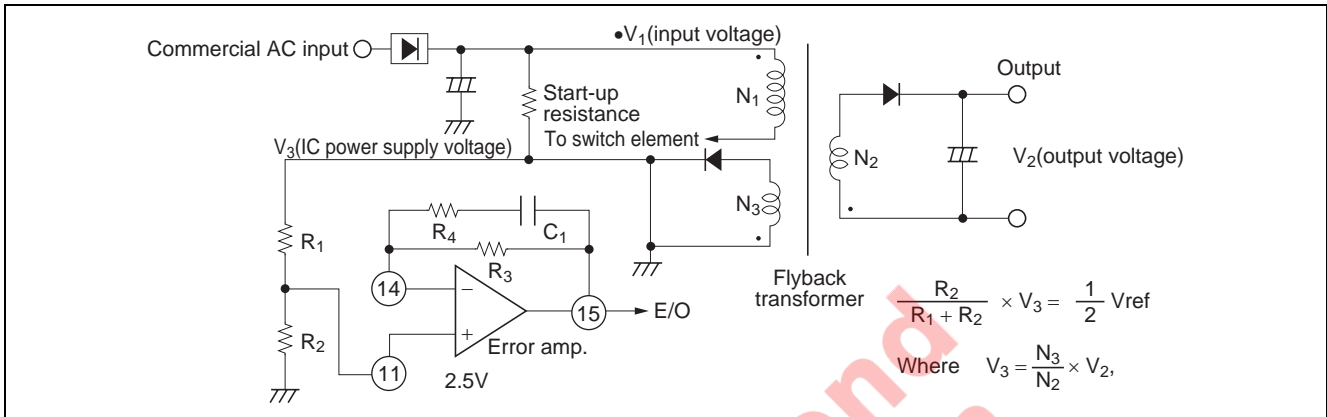 Commercial AC input
•V1(input voltage)
Output
Start-up
resistance
N1
To switch element
V3(IC power supply voltage)
N2
V2(output voltage)
N3
R1
R4
C1
R3
14
−
15
E/O
Flyback
transformer
R2
+
Error amp.
11
2.5V
R2 / R1 + R2 × V3 = 1 / 2 Vref
Where V3 = N3 / N2 × V2,